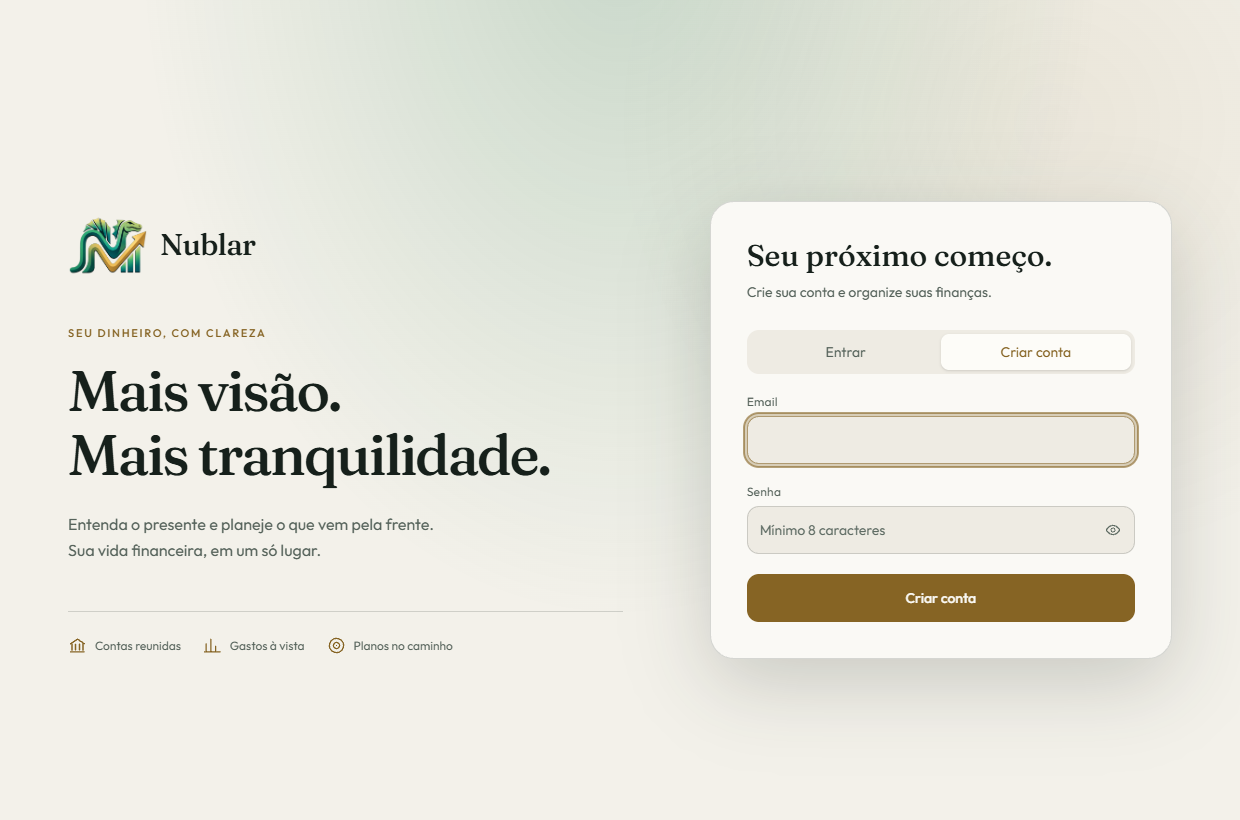 Nublar
SEU DINHEIRO, COM CLAREZA
Mais visão.
Mais tranquilidade.
Entenda o presente e planeje o que vem pela frente.
Sua vida financeira, em um só lugar.
Contas reunidas
Gastos à vista
Planos no caminho
Seu próximo começo.
Crie sua conta e organize suas finanças.
Entrar
Criar conta
Email
Senha
Mínimo 8 caracteres
Criar conta